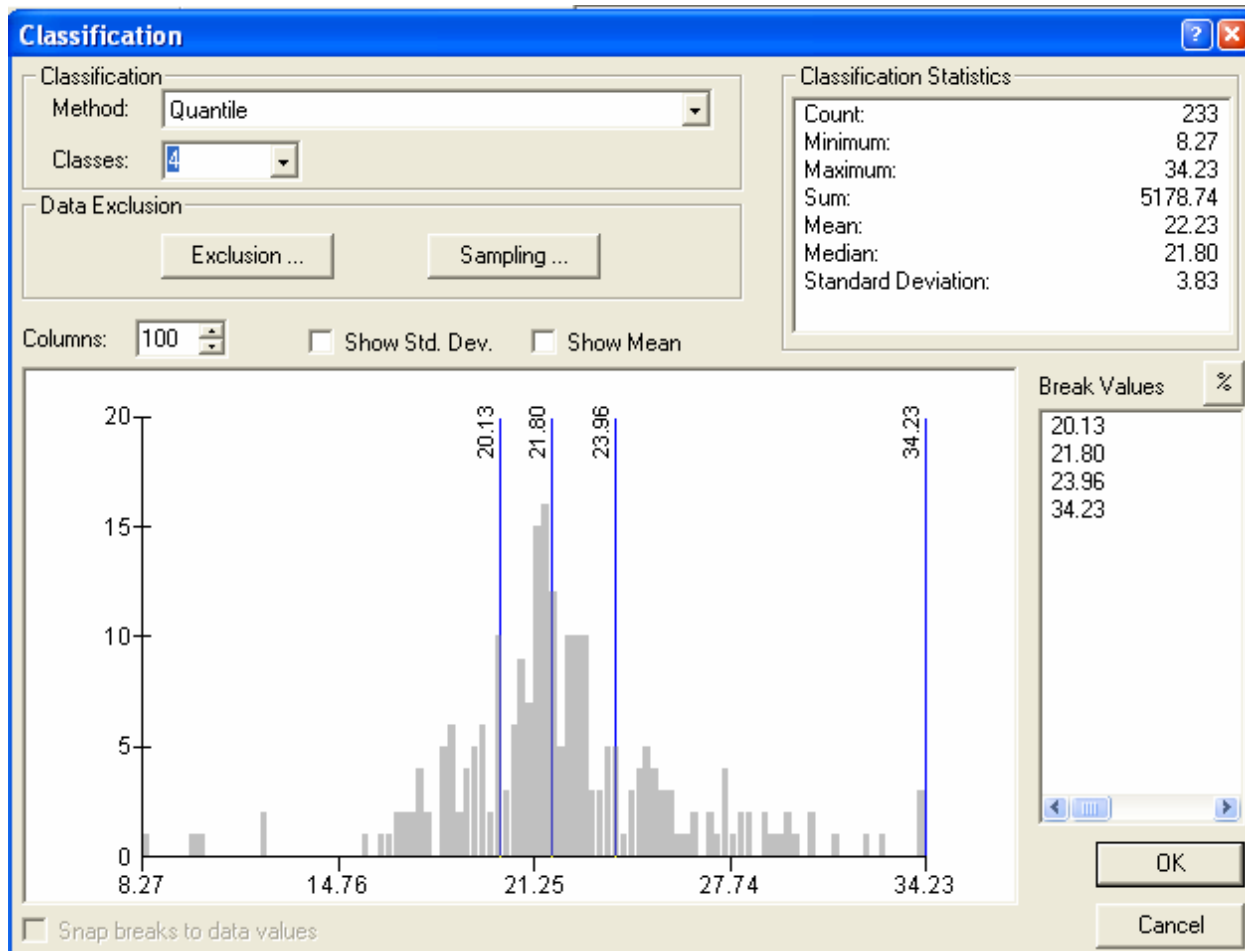 Classification
Classification
Method: Quantile
Classes: 4
Data Exclusion
Exclusion ...
Sampling ...
Classification Statistics
Count: 233
Minimum: 8.27
Maximum: 34.23
Sum: 5178.74
Mean: 22.23
Median: 21.80
Standard Deviation: 3.83
Columns: 100
Show Std. Dev.
Show Mean
20.13
21.80
23.96
34.23
20
15
10
5
0
8.27
14.76
21.25
27.74
34.23
Break Values
%
20.13
21.80
23.96
34.23
Snap breaks to data values
OK
Cancel